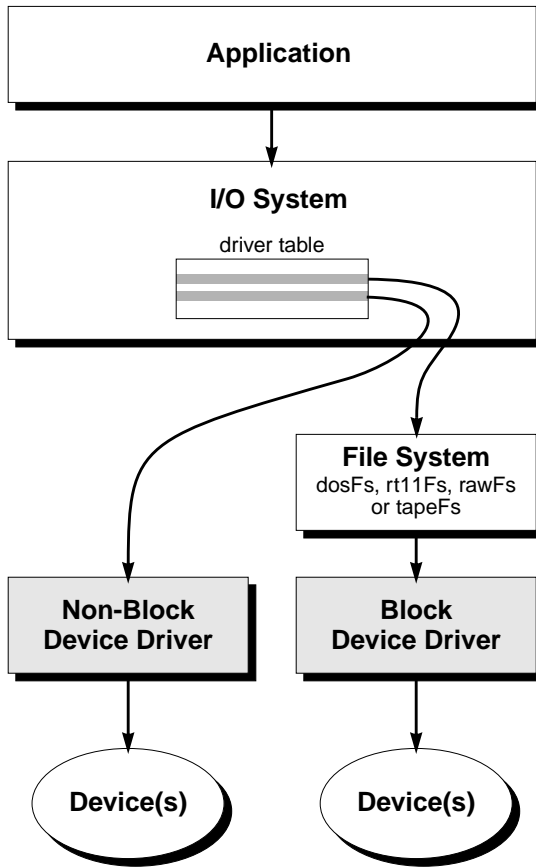 Application
I/O System
driver table
File System
dosFs, rt11Fs, rawFs
or tapeFs
Non-Block
Device Driver
Block
Device Driver
Device(s)
Device(s)